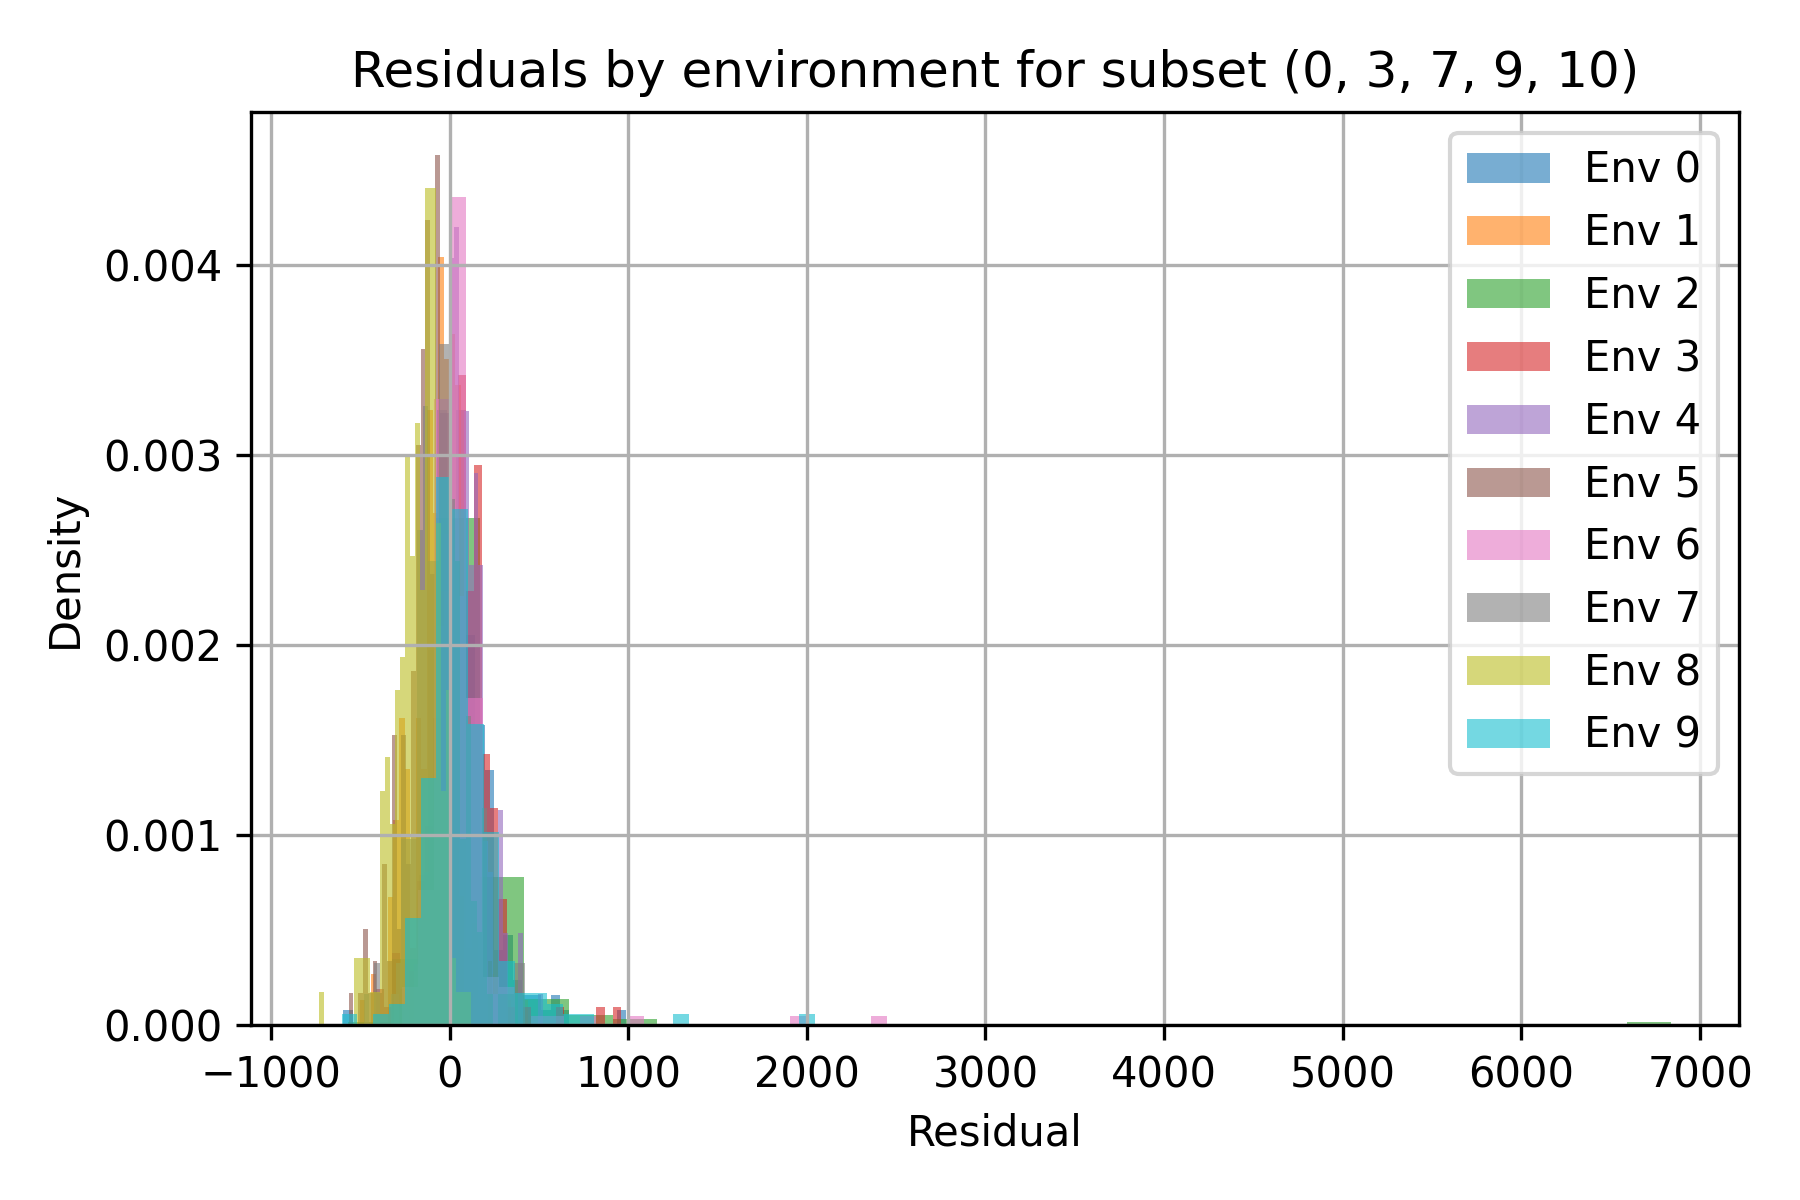 Residuals by environment for subset (0, 3, 7, 9, 10)
Density
0.004
0.003
0.002
0.001
0.000
−1000
0
1000
2000
3000
4000
5000
6000
7000
Residual
Env 0
Env 1
Env 2
Env 3
Env 4
Env 5
Env 6
Env 7
Env 8
Env 9